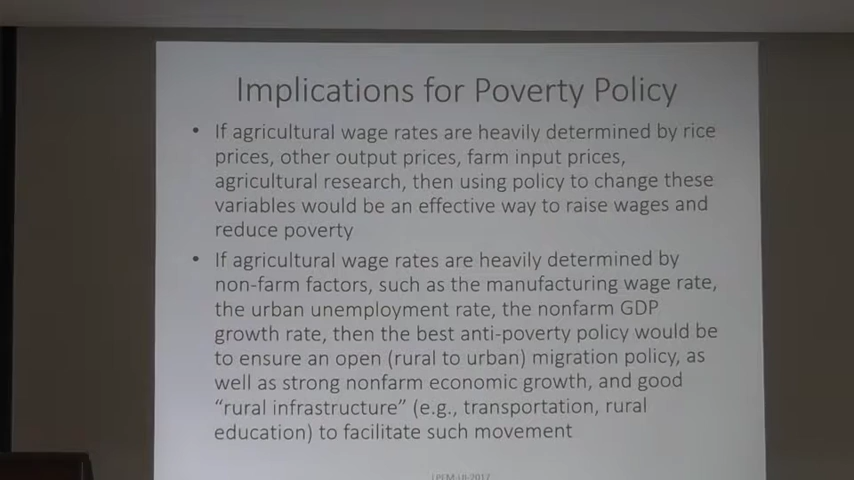 Implications for Poverty Policy
• If agricultural wage rates are heavily determined by rice
prices, other output prices, farm input prices,
agricultural research, then using policy to change these
variables would be an effective way to raise wages and
reduce poverty
• If agricultural wage rates are heavily determined by
non-farm factors, such as the manufacturing wage rate,
the urban unemployment rate, the nonfarm GDP
growth rate, then the best anti-poverty policy would be
to ensure an open (rural to urban) migration policy, as
well as strong nonfarm economic growth, and good
“rural infrastructure” (e.g., transportation, rural
education) to facilitate such movement
LPEM-UI-2017